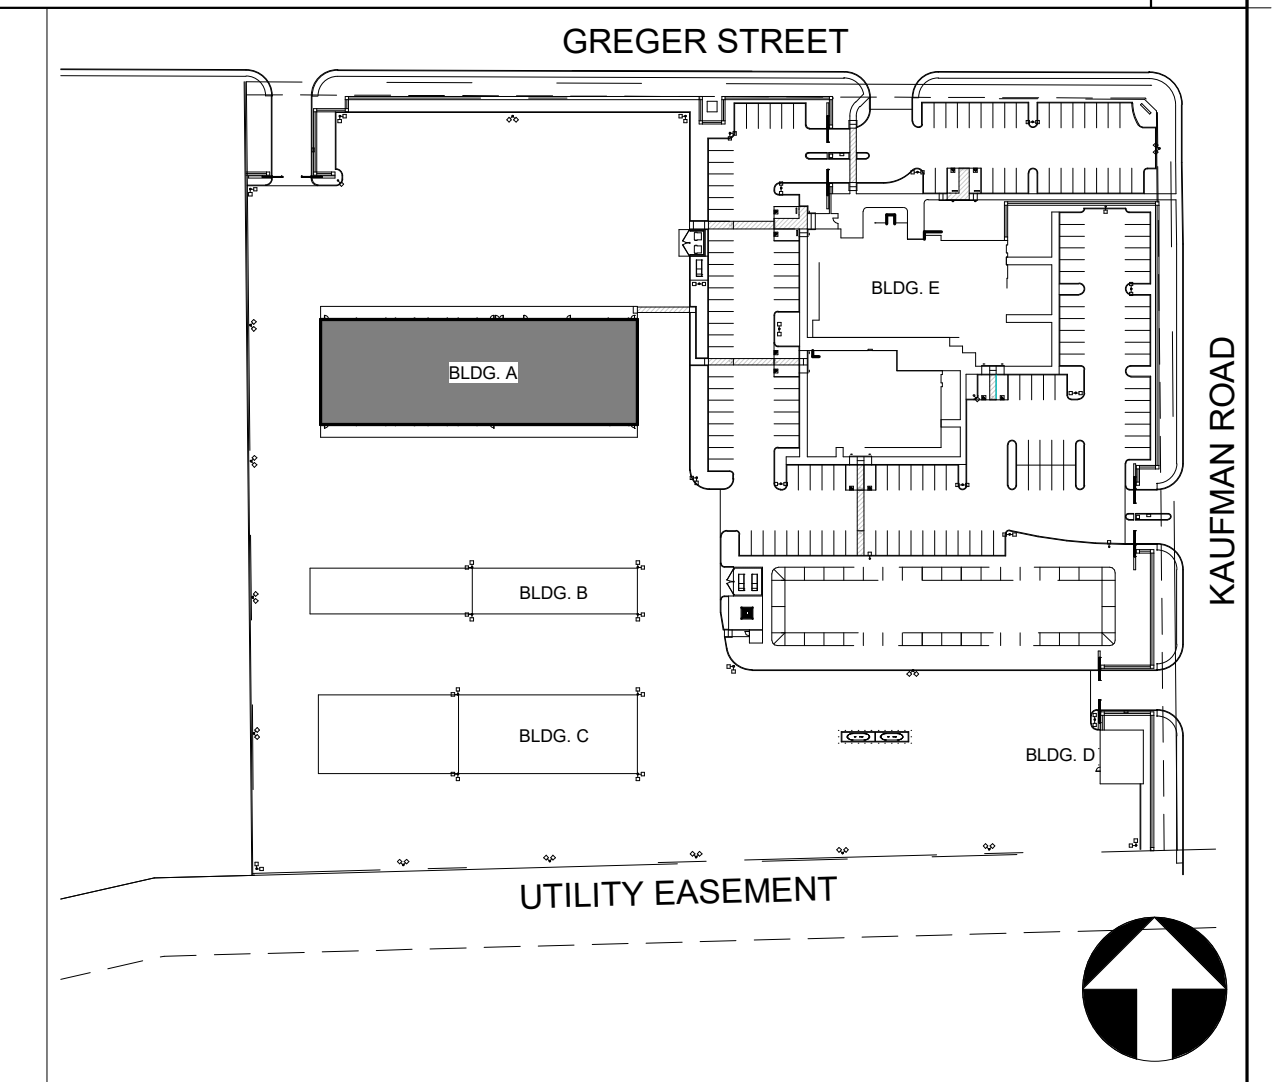 GREGER STREET
BLDG. E
BLDG. A
KAUFMAN ROAD
BLDG. B
BLDG. C
BLDG. D
UTILITY EASEMENT